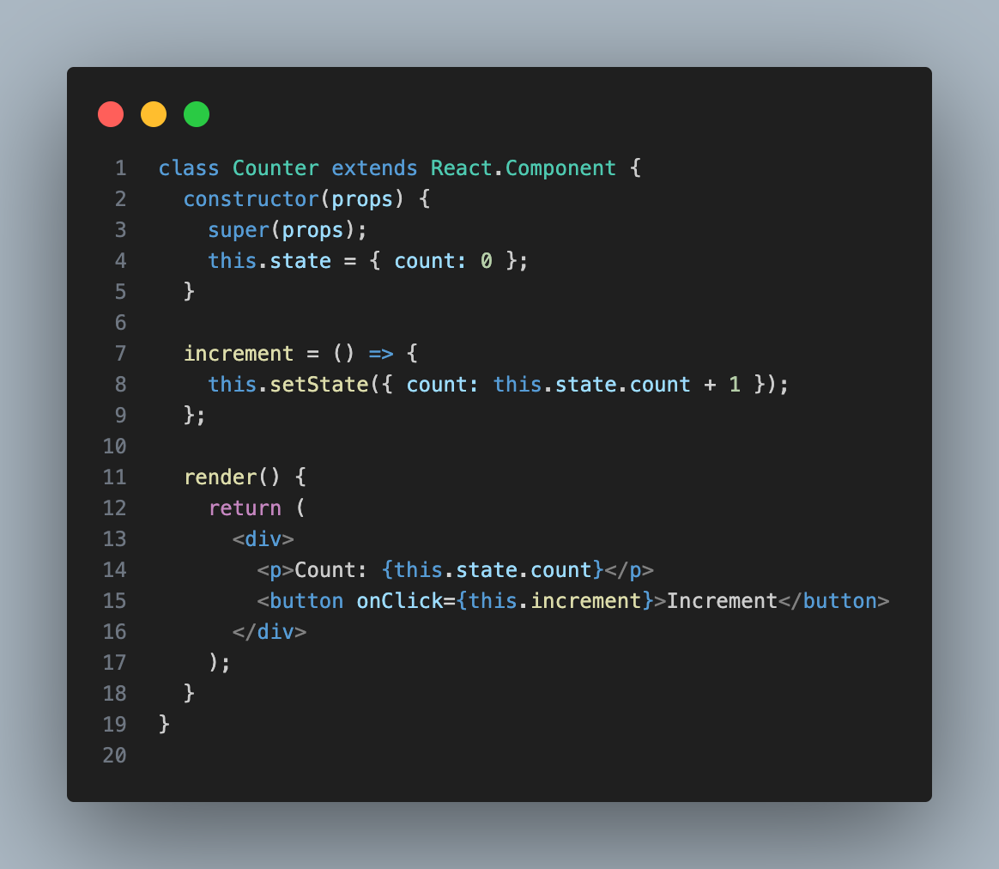 1 class Counter extends React.Component {
2   constructor(props) {
3     super(props);
4     this.state = { count: 0 };
5   }
6
7   increment = () => {
8     this.setState({ count: this.state.count + 1 });
9   };
10
11   render() {
12     return (
13       <div>
14         <p>Count: {this.state.count}</p>
15         <button onClick={this.increment}>Increment</button>
16       </div>
17     );
18   }
19 }
20